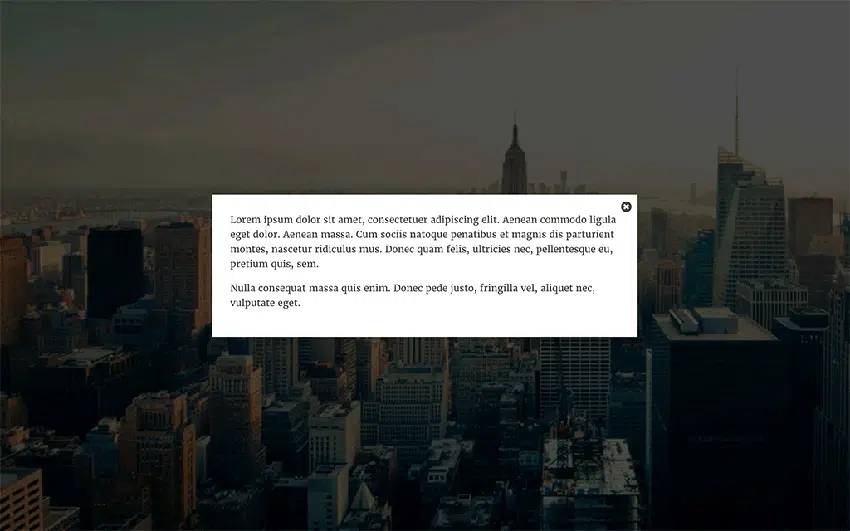 Lorem ipsum dolor sit amet, consectetuer adipiscing elit. Aenean commodo ligula
eget dolor. Aenean massa. Cum sociis natoque penatibus et magnis dis parturient
montes, nascetur ridiculus mus. Donec quam felis, ultricies nec, pellentesque eu,
pretium quis, sem.
Nulla consequat massa quis enim. Donec pede justo, fringilla vel, aliquet nec,
vulputate eget.